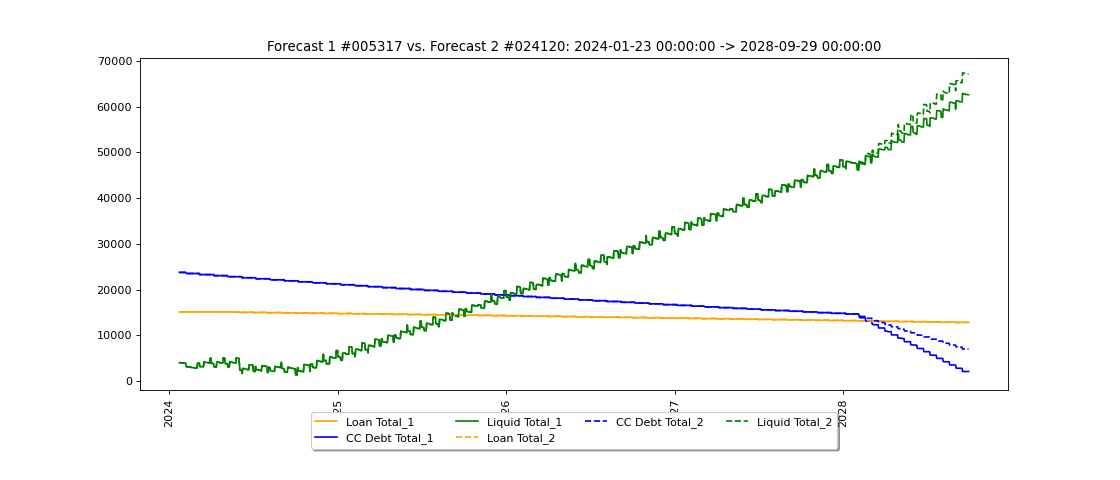 Forecast 1 #005317 vs. Forecast 2 #024120: 2024-01-23 00:00:00 -> 2028-09-29 00:00:00
70000
60000
50000
40000
30000
20000
10000
0
2024
25
26
27
2028
Loan Total_1
Liquid Total_1
CC Debt Total_2
Liquid Total_2
CC Debt Total_1
Loan Total_2